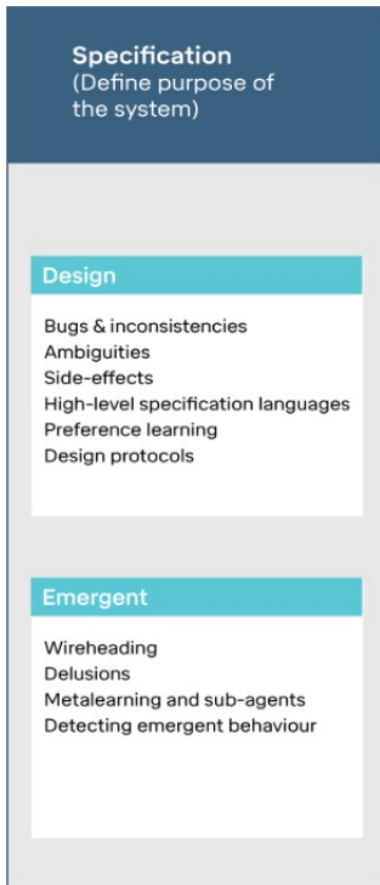 Specification
(Define purpose of
the system)
Design
Bugs & inconsistencies
Ambiguities
Side-effects
High-level specification languages
Preference learning
Design protocols
Emergent
Wireheading
Delusions
Metalearning and sub-agents
Detecting emergent behaviour